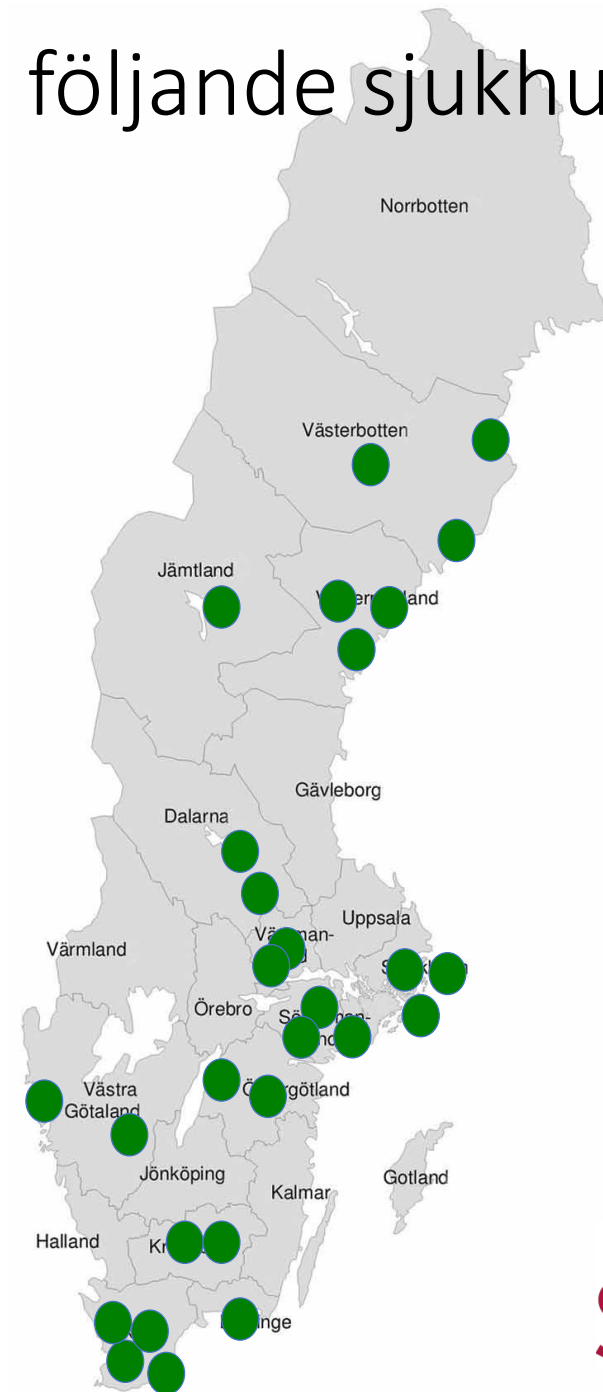 följande sjukhu
Norrbotten
Västerbotten
Jämtland
Gävleborg
Dalarna
Uppsala
Värmland
Örebro
Västra
Götaland
Jönköping
Gotland
Kalmar
Halland